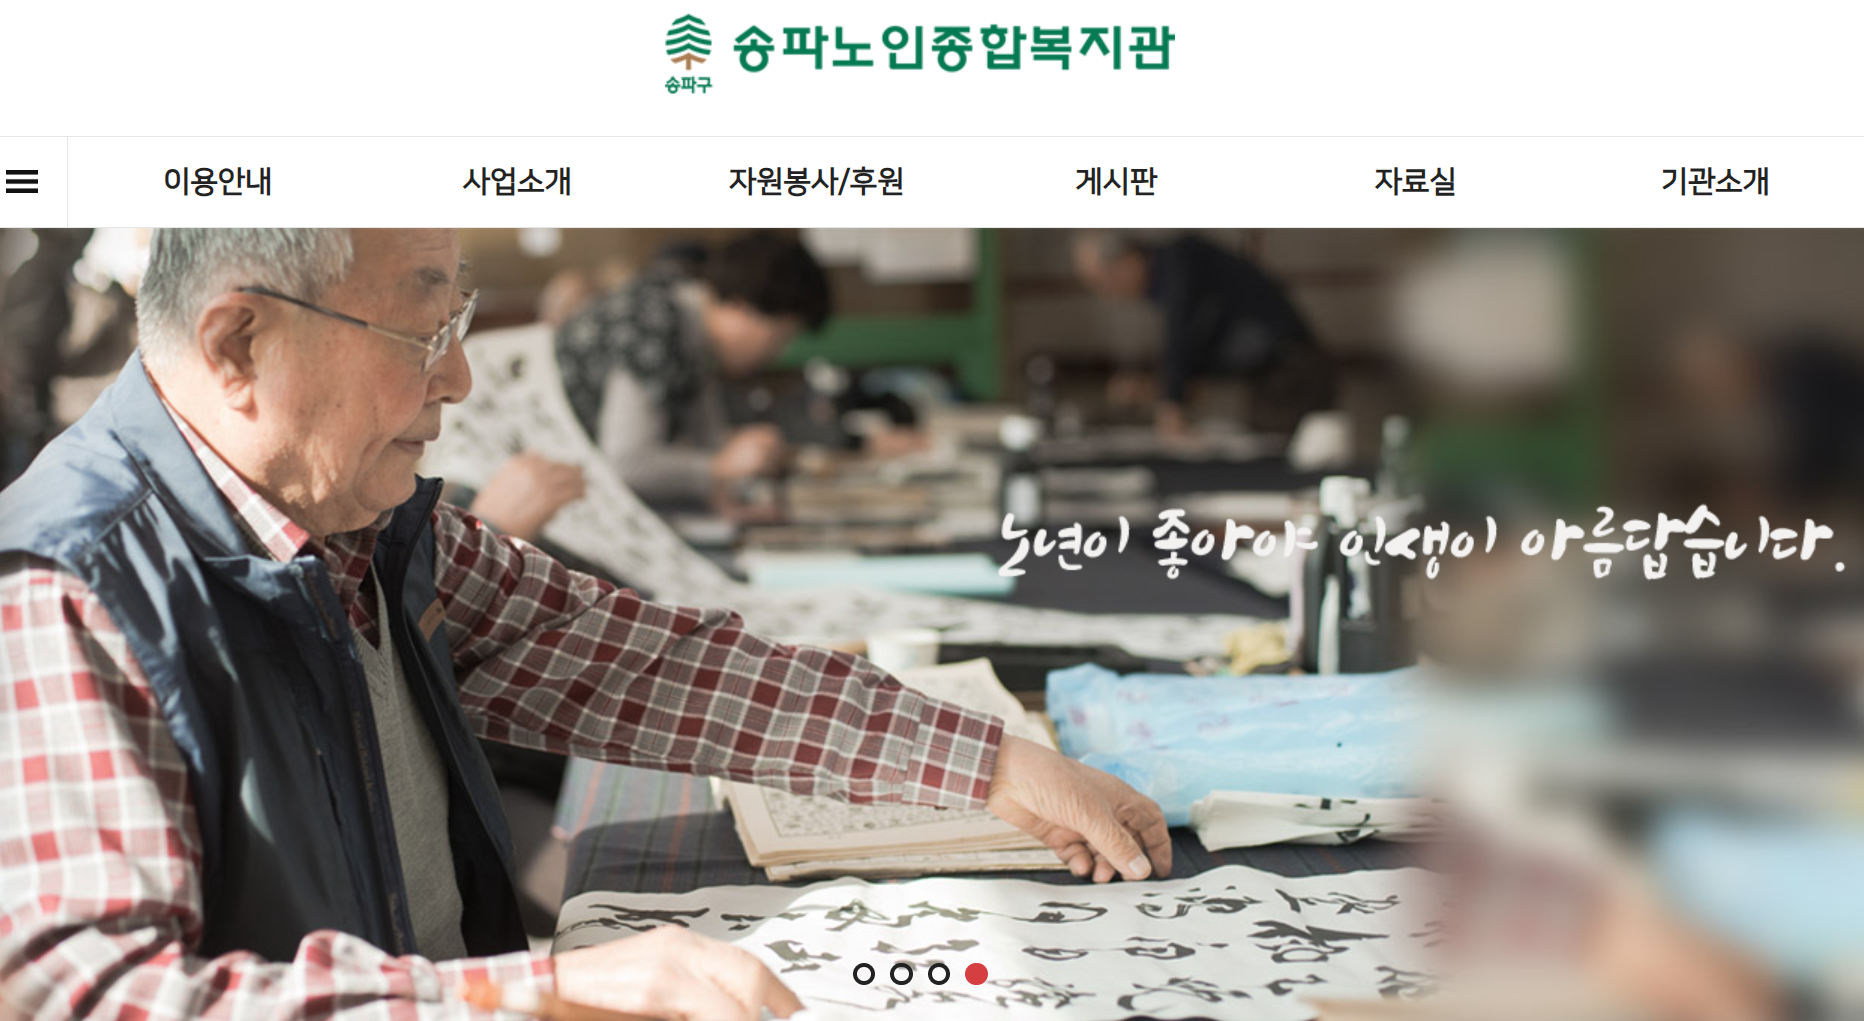 송파구
송파노인종합복지관
이용안내
사업소개
자원봉사/후원
게시판
자료실
기관소개
노년이 좋아야 인생이 아름답습니다.